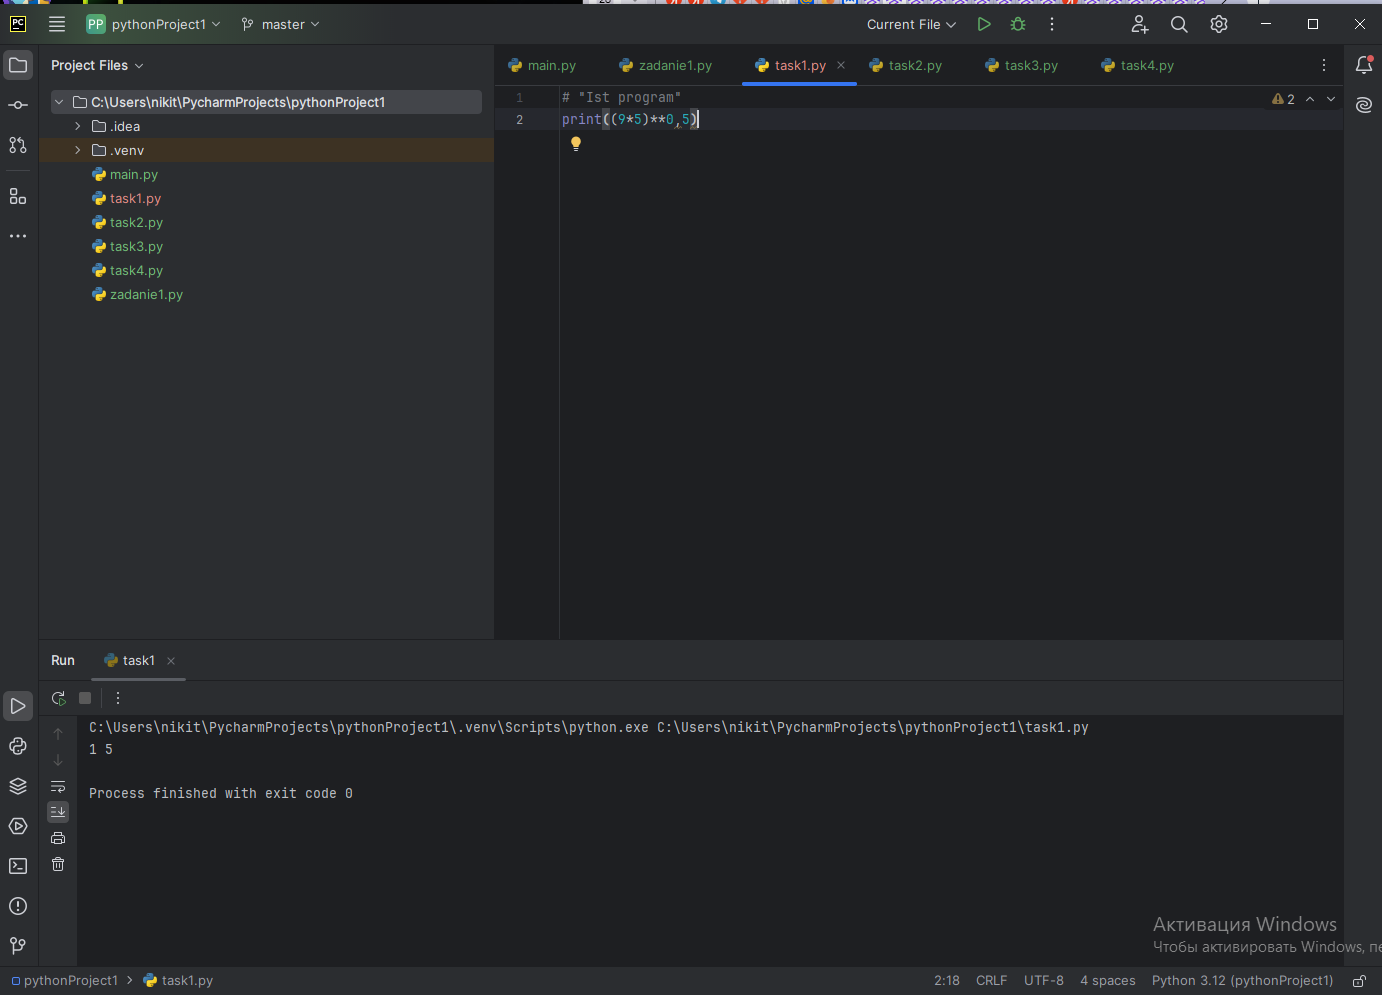 PC
PP pythonProject1 master Current File
Project Files
main.py zadanie1.py task1.py task2.py task3.py task4.py
C:\Users\nikit\PycharmProjects\pythonProject1
.idea
.venv
main.py
task1.py
task2.py
task3.py
task4.py
zadanie1.py
1 # "Ist program" 2
2 print((9*5)**0,5)
Run task1
C:\Users\nikit\PycharmProjects\pythonProject1\.venv\Scripts\python.exe C:\Users\nikit\PycharmProjects\pythonProject1\task1.py
1 5
Process finished with exit code 0
Активация Windows
Чтобы активировать Windows, пе
pythonProject1 task1.py 2:18 CRLF UTF-8 4 spaces Python 3.12 (pythonProject1)